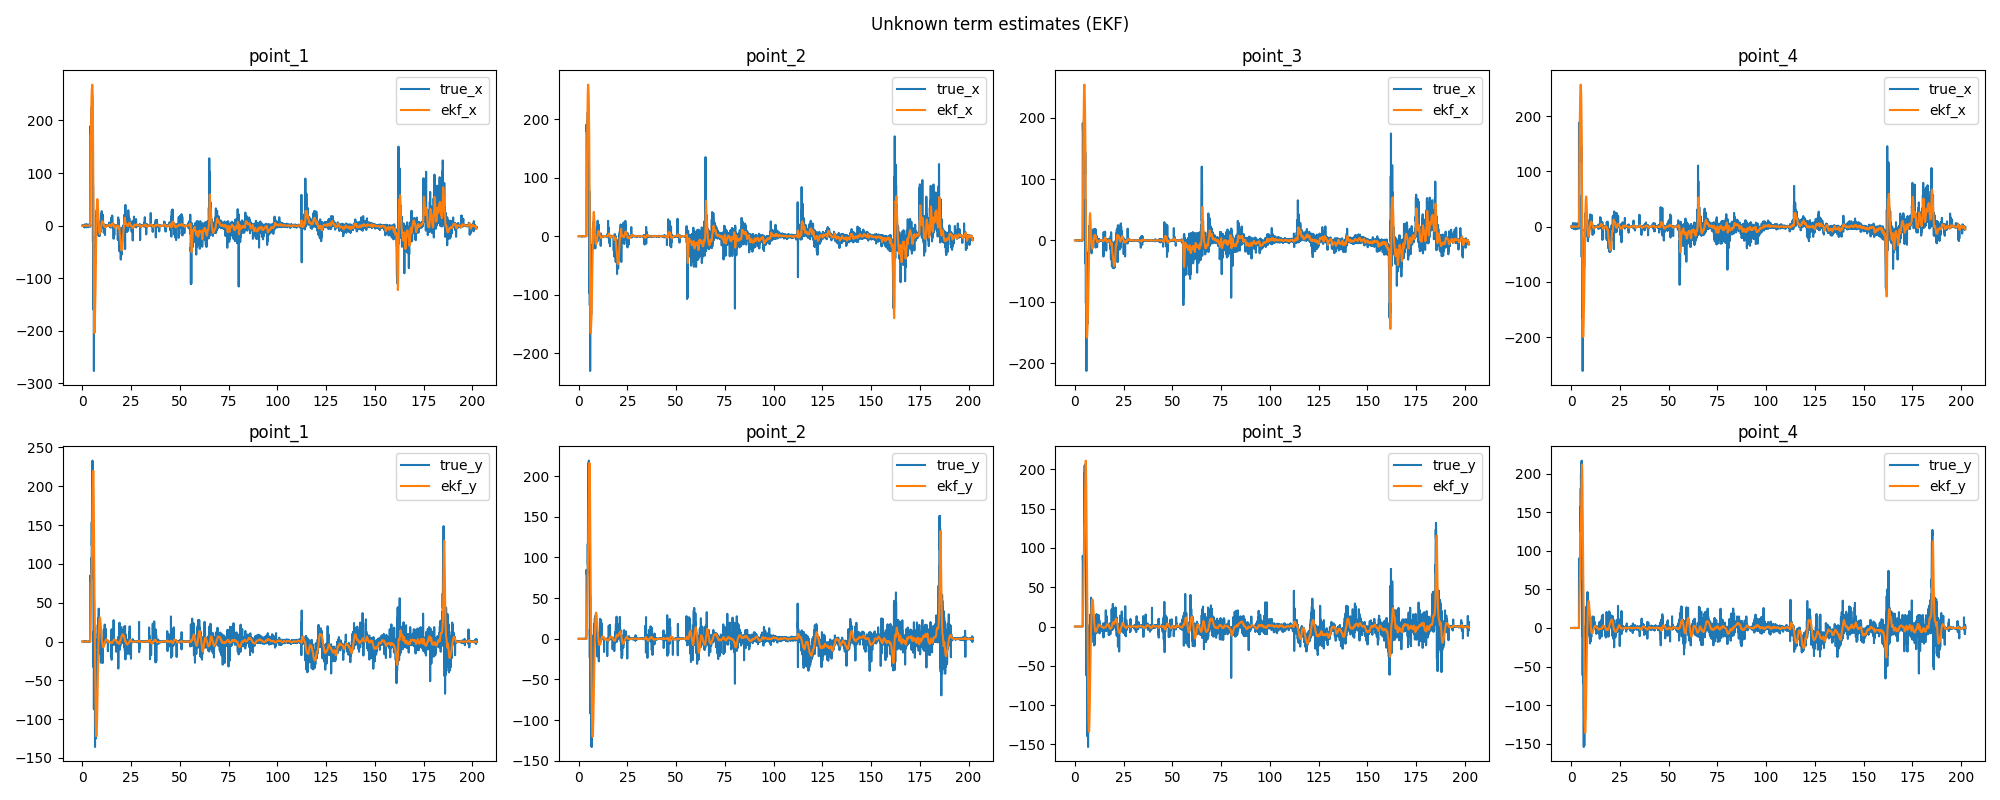 Unknown term estimates (EKF)
point_1 point_2 point_3 point_4
true_x true_x true_x true_x
ekf_x ekf_x ekf_x ekf_x
200 200 200 200
100 100 100 100
0 0 0 0
−100 −100 −100 −100
−200 −200 −200 −200
−300
0 25 50 75 100 125 150 175 200 0 25 50 75 100 125 150 175 200 0 25 50 75 100 125 150 175 200 0 25 50 75 100 125 150 175 200
point_1 point_2 point_3 point_4
true_y true_y true_y true_y
ekf_y ekf_y ekf_y ekf_y
250
200 200 200 200
150 150 150 150
100 100 100 100
50 50 50 50
0 0 0 0
−50 −50 −50 −50
−100 −100 −100 −100
−150 −150 −150 −150
0 25 50 75 100 125 150 175 200 0 25 50 75 100 125 150 175 200 0 25 50 75 100 125 150 175 200 0 25 50 75 100 125 150 175 200